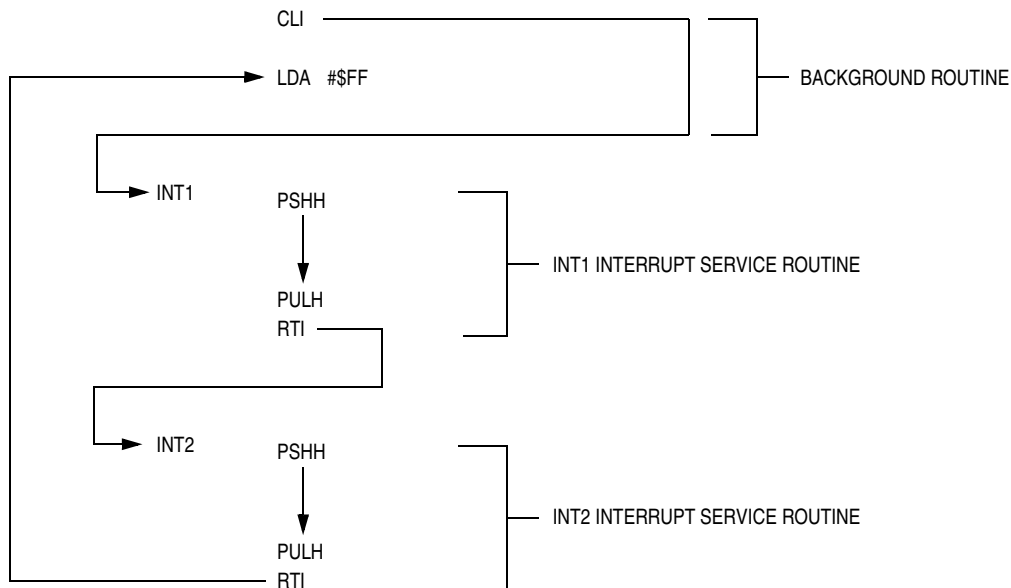 CLI
LDA #$FF
BACKGROUND ROUTINE
INT1
PSHH
INT1 INTERRUPT SERVICE ROUTINE
PULH
RTI
INT2
PSHH
INT2 INTERRUPT SERVICE ROUTINE
PULH
RTI